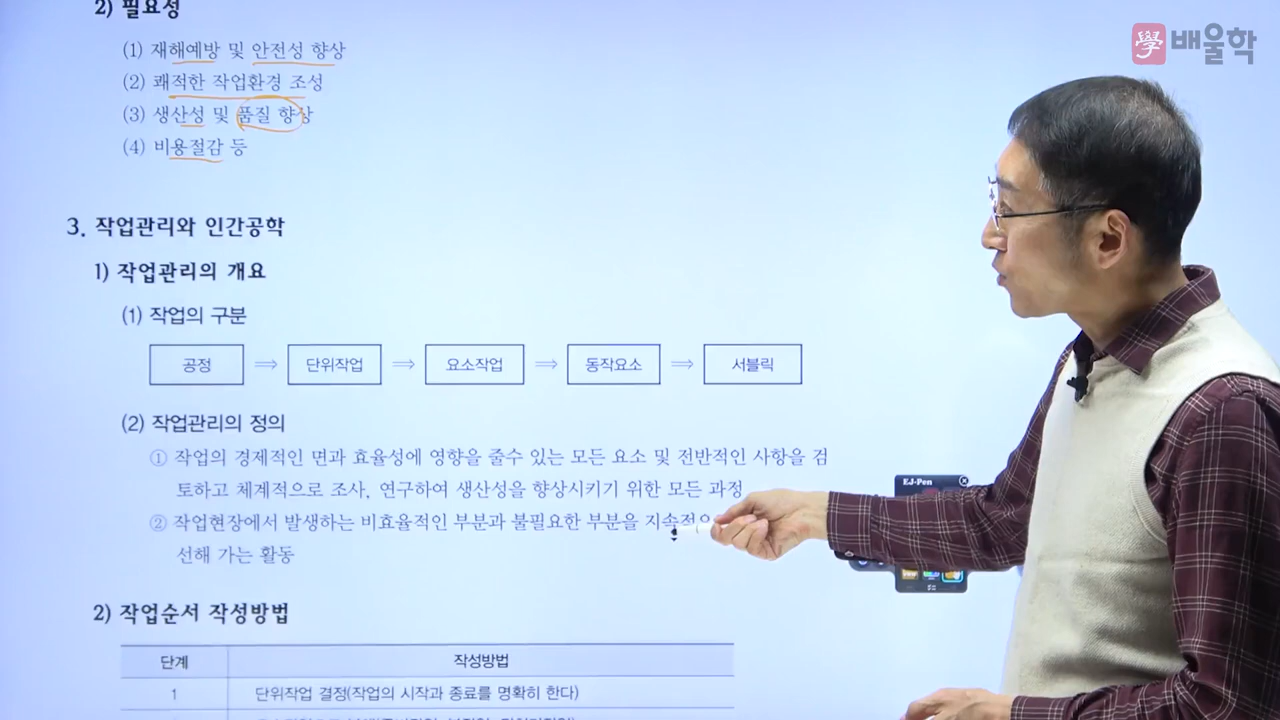 2) 필요성
學 배울학
(1) 재해예방 및 안전성 향상
(2) 쾌적한 작업환경 조성
(3) 생산성 및 품질 향상
(4) 비용절감 등
3. 작업관리와 인간공학
1) 작업관리의 개요
(1) 작업의 구분
공정 ⇒ 단위작업 ⇒ 요소작업 ⇒ 동작요소 ⇒ 서블릭
(2) 작업관리의 정의
① 작업의 경제적인 면과 효율성에 영향을 줄수 있는 모든 요소 및 전반적인 사항을 검
토하고 체계적으로 조사, 연구하여 생산성을 향상시키기 위한 모든 과정
EJ-Pen
② 작업현장에서 발생하는 비효율적인 부분과 불필요한 부분을
선해 가는 활동
2) 작업순서 작성방법
단계 작성방법
1 단위작업 결정(작업의 시작과 종료를 명확히 한다)